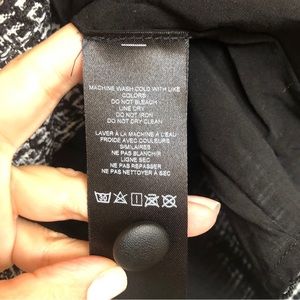 MACHINE WASH COLD WITH LIKE
COLORS
DO NOT BLEACH
LINE DRY
DO NOT IRON
DO NOT DRY CLEAN
LAVER À LA MACHINE À L'EAU
FROIDE AVEC COULEURS
SIMILAIRES
NE PAS BLANCHIR
LIGNE SEC
NE PAS REPASSER
NE PAS NETTOYER À SEC